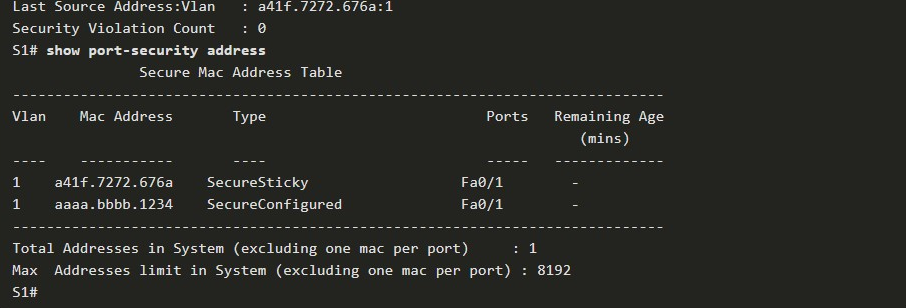 Last Source Address:Vlan   : a41f.7272.676a:1
Security Violation Count   : 0
S1# show port-security address
               Secure Mac Address Table
-----------------------------------------------------------------------------
Vlan    Mac Address       Type                          Ports   Remaining Age
                                                                   (mins)
----    -----------       ----                          -----   -------------
1    a41f.7272.676a    SecureSticky                  Fa0/1        -
1    aaaa.bbbb.1234    SecureConfigured              Fa0/1        -
-----------------------------------------------------------------------------
Total Addresses in System (excluding one mac per port)     : 1
Max  Addresses limit in System (excluding one mac per port) : 8192
S1#